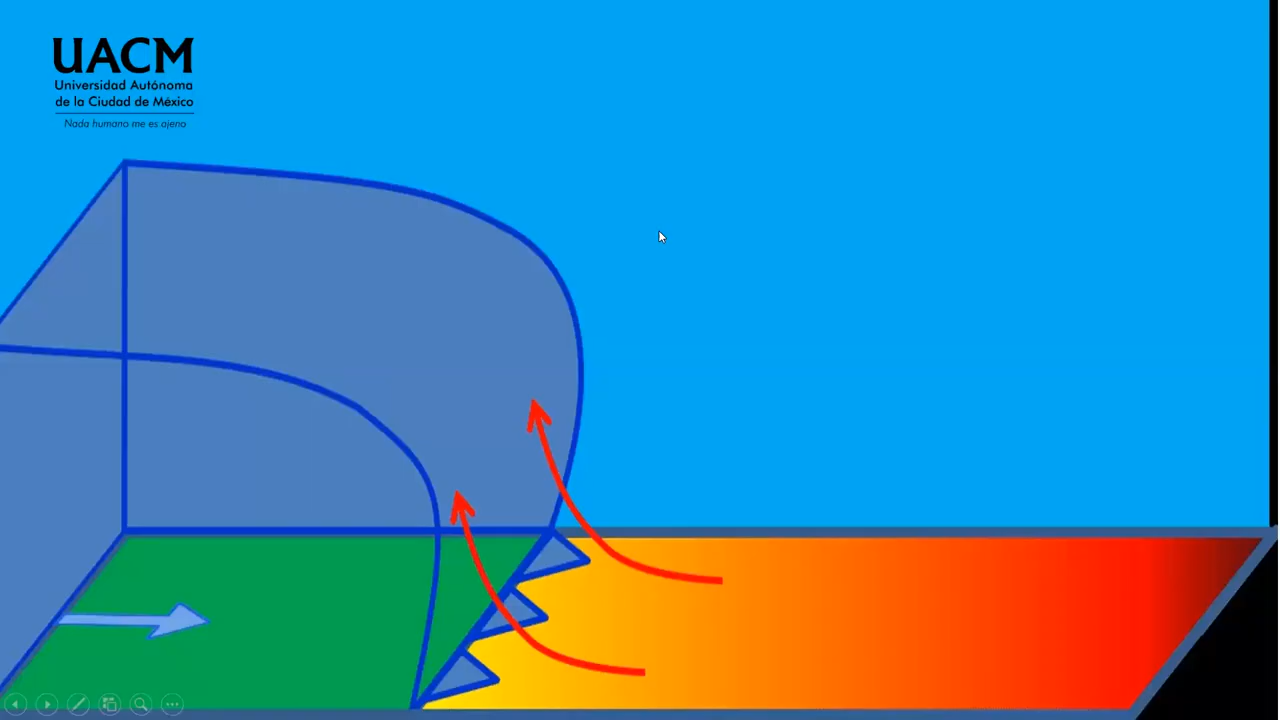 UACM
Universidad Autónoma
de la Ciudad de México
Nada humano me es ajeno